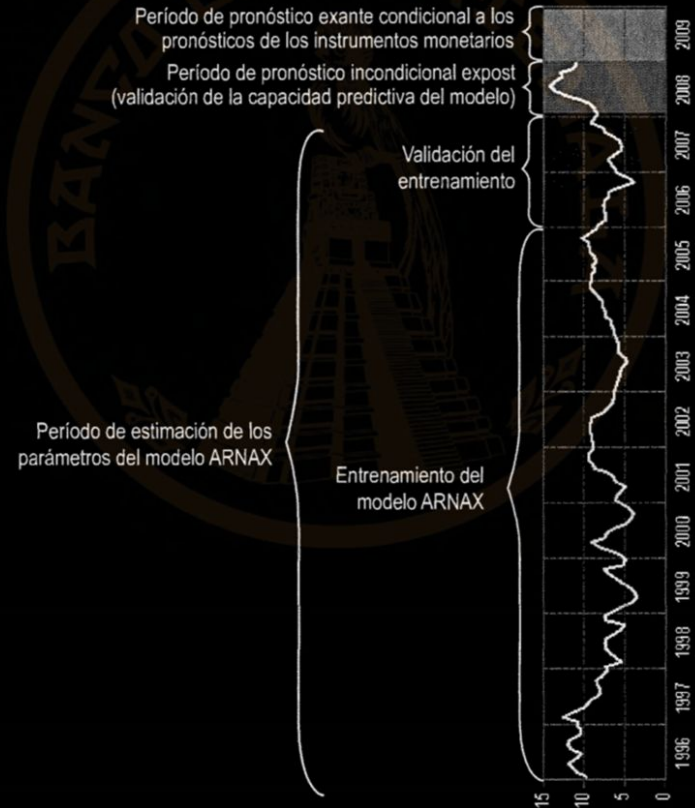 Período de pronóstico exante condicional a los
pronósticos de los instrumentos monetarios
Período de pronóstico incondicional expost
(validación de la capacidad predictiva del modelo)
Validación del
entrenamiento
Período de estimación de los
parámetros del modelo ARNAX
Entrenamiento del
modelo ARNAX
2009
2008
2007
2006
2005
2004
2003
2002
2001
2000
1999
1998
1997
1996
15
10
5
0
BANCO